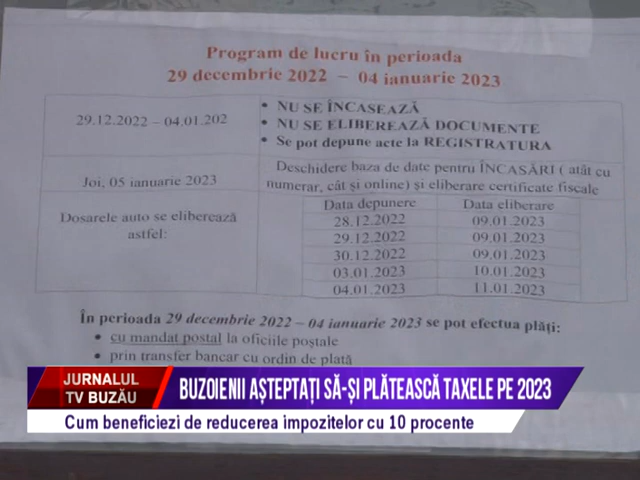 Program de lucru în perioada
29 decembrie 2022 – 04 ianuarie 2023
29.12.2022 – 04.01.202
• NU SE ÎNCASEAZĂ
• NU SE ELIBEREAZĂ DOCUMENTE
• Se pot depune acte la REGISTRATURA
Joi, 05 ianuarie 2023
Deschidere baza de date pentru ÎNCASĂRI ( atât cu
numerar, cât și online) și eliberare certificate fiscale
Dosarele auto se eliberează
astfel:
Data depunere Data eliberare
28.12.2022 09.01.2023
29.12.2022 09.01.2023
30.12.2022 09.01.2023
03.01.2023 10.01.2023
04.01.2023 11.01.2023
În perioada 29 decembrie 2022 – 04 ianuarie 2023 se pot efectua plăți:
• cu mandat postal la oficiile poștale
• prin transfer bancar cu ordin de plată
JURNALUL
TV BUZĂU
BUZOIENII AȘTEPTAȚI SĂ-ȘI PLĂTEASCĂ TAXELE PE 2023
Cum beneficiezi de reducerea impozitelor cu 10 procente